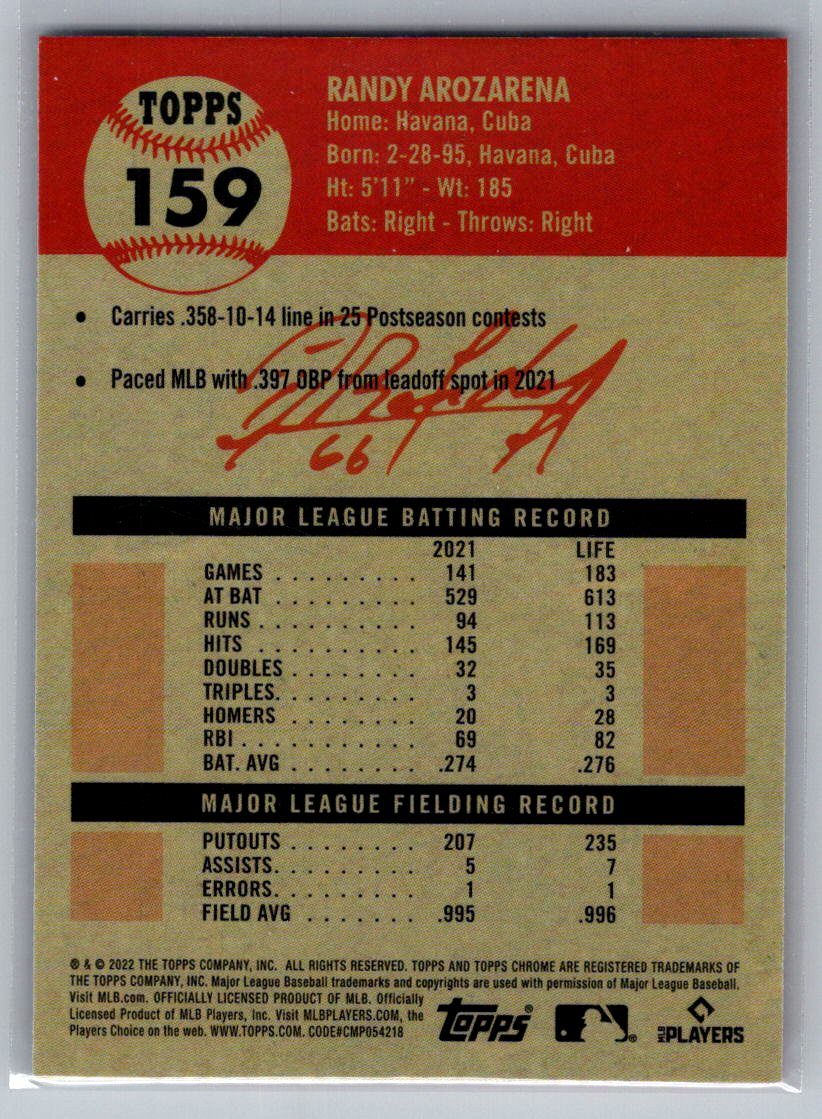 TOPPS
159
RANDY AROZARENA
Home: Havana, Cuba
Born: 2-28-95, Havana, Cuba
Ht: 5'11" - Wt: 185
Bats: Right - Throws: Right
• Carries .358-10-14 line in 25 Postseason contests
• Paced MLB with .397 OBP from leadoff spot in 2021
66
MAJOR LEAGUE BATTING RECORD
2021 LIFE
GAMES . . . . . . . . . 141 183
AT BAT . . . . . . . . . 529 613
RUNS . . . . . . . . . . 94 113
HITS . . . . . . . . . . 145 169
DOUBLES . . . . . . . . 32 35
TRIPLES. . . . . . . . . 3 3
HOMERS . . . . . . . . 20 28
RBI . . . . . . . . . . . 69 82
BAT. AVG . . . . . . . . .274 .276
MAJOR LEAGUE FIELDING RECORD
PUTOUTS . . . . . . . . 207 235
ASSISTS. . . . . . . . . 5 7
ERRORS. . . . . . . . . 1 1
FIELD AVG . . . . . . . .995 .996
® & © 2022 THE TOPPS COMPANY, INC. ALL RIGHTS RESERVED. TOPPS AND TOPPS CHROME ARE REGISTERED TRADEMARKS OF
THE TOPPS COMPANY, INC. Major League Baseball trademarks and copyrights are used with permission of Major League Baseball.
Visit MLB.com. OFFICIALLY LICENSED PRODUCT OF MLB. Officially
Licensed Product of MLB Players, Inc. Visit MLBPLAYERS.COM, the
Players Choice on the web. WWW.TOPPS.COM. CODE#CMP054218
topps®
MLB PLAYERS